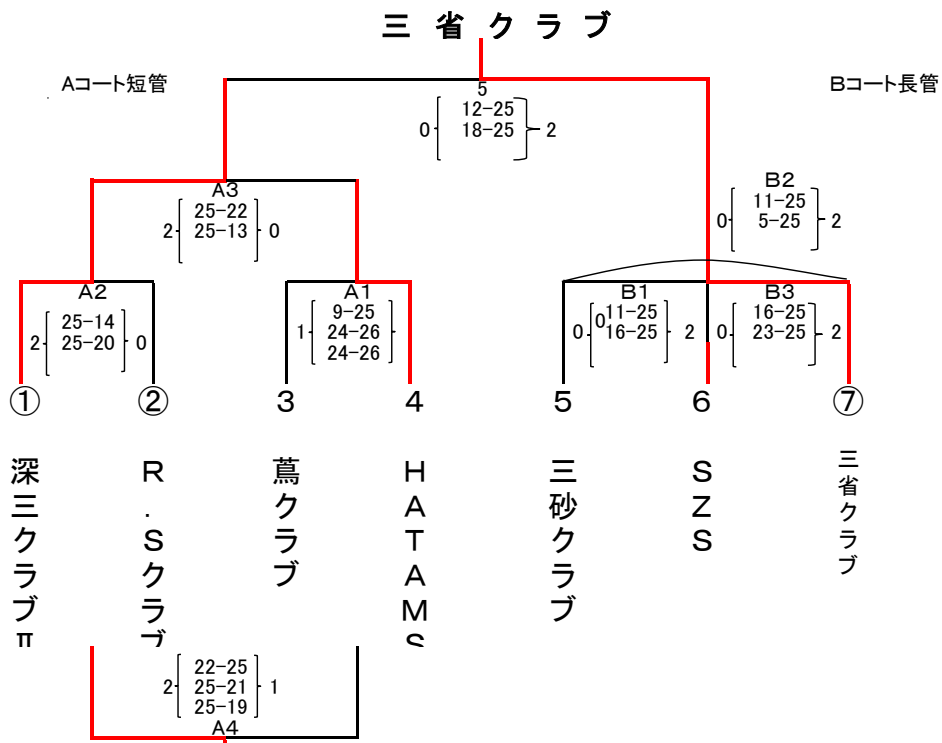 三省クラブ
Aコート短管
Bコート長管
5
12-25
0 18-25 2
B2
11-25
0 5-25 2
A3
25-22
2 25-13 0
A2
25-14
2 25-20 0
A1
9-25
1 24-26
24-26
B1
0 11-25
0 16-25 2
B3
16-25
0 23-25 2
① ② 3 4 5 6 ⑦
深三クラブⅡ
R.Sクラブ
蔦クラブ
HATAMS
三砂クラブ
SZS
三省クラブ
22-25
2 25-21 1
25-19
A4